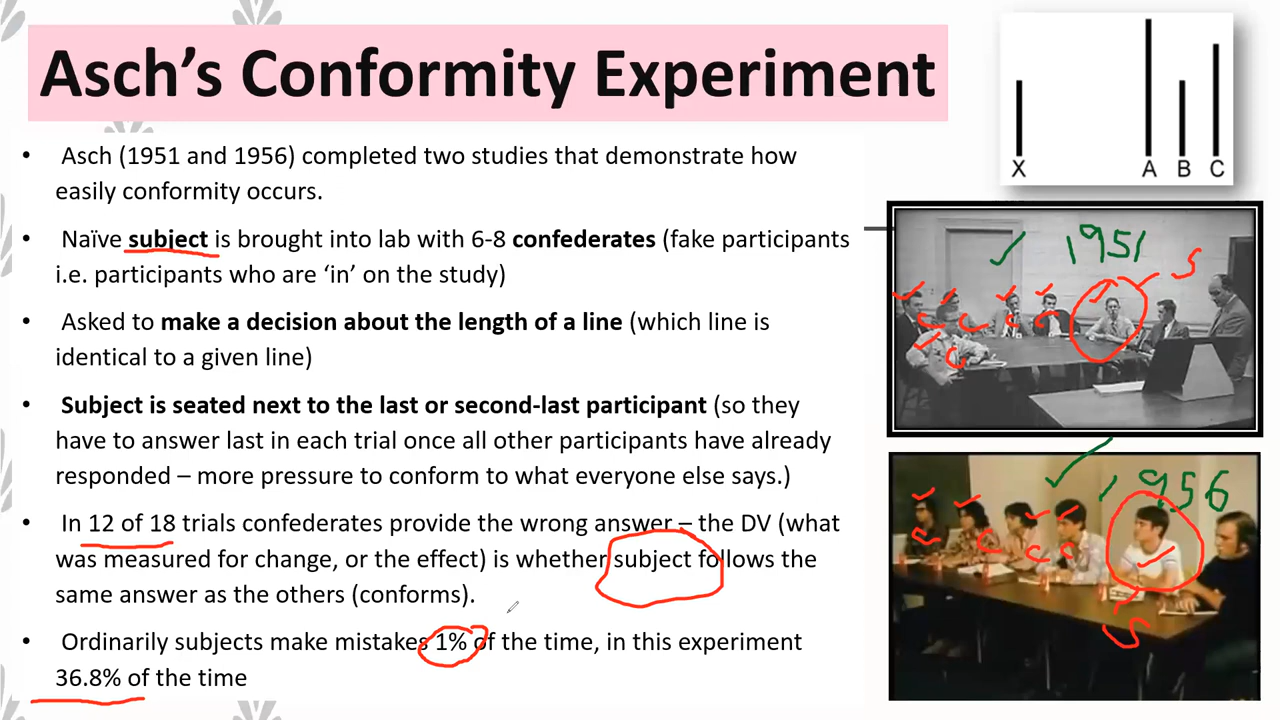 Asch's Conformity Experiment
• Asch (1951 and 1956) completed two studies that demonstrate how
easily conformity occurs.
• Naïve subject is brought into lab with 6-8 confederates (fake participants
i.e. participants who are 'in' on the study)
• Asked to make a decision about the length of a line (which line is
identical to a given line)
• Subject is seated next to the last or second-last participant (so they
have to answer last in each trial once all other participants have already
responded – more pressure to conform to what everyone else says.)
• In 12 of 18 trials confederates provide the wrong answer – the DV (what
was measured for change, or the effect) is whether subject follows the
same answer as the others (conforms).
• Ordinarily subjects make mistakes 1% of the time, in this experiment
36.8% of the time
X A B C
1951
S
C C C C
C
1956
C C C C
S